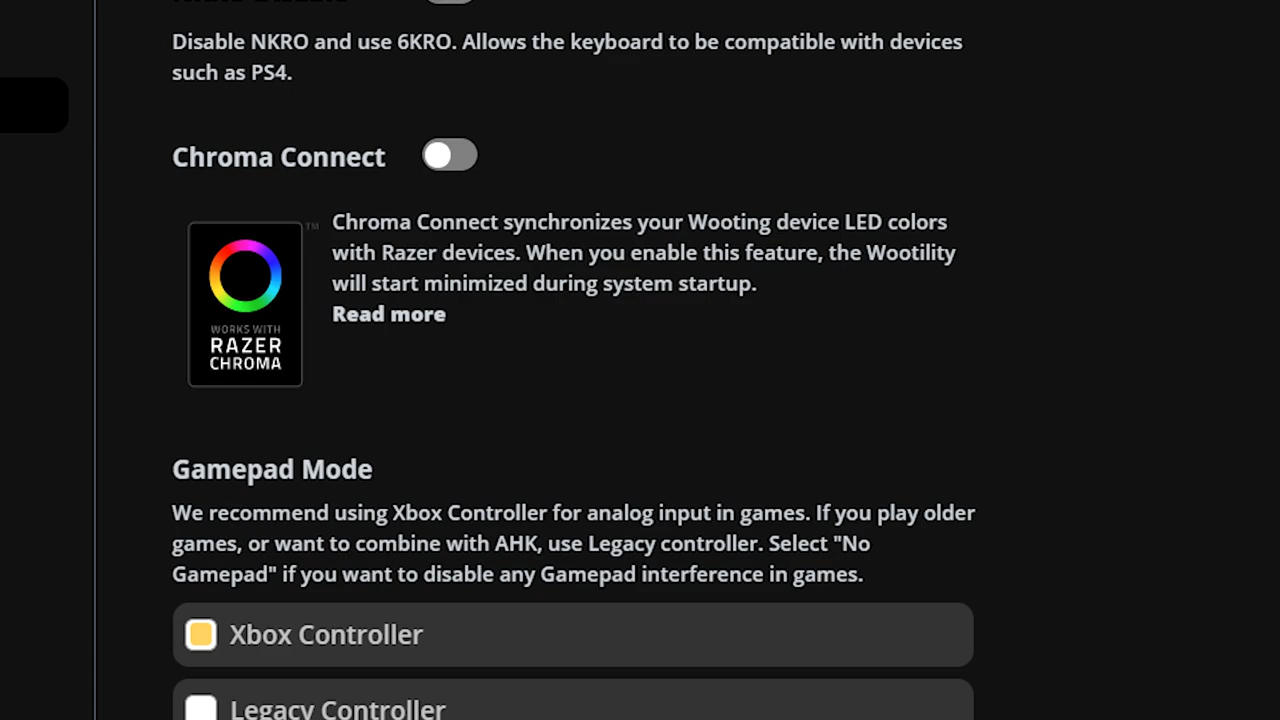 Disable NKRO and use 6KRO. Allows the keyboard to be compatible with devices
such as PS4.
Chroma Connect
TM
Chroma Connect synchronizes your Wooting device LED colors
with Razer devices. When you enable this feature, the Wootility
will start minimized during system startup.
Read more
WORKS WITH
RAZER
CHROMA
Gamepad Mode
We recommend using Xbox Controller for analog input in games. If you play older
games, or want to combine with AHK, use Legacy controller. Select "No
Gamepad" if you want to disable any Gamepad interference in games.
Xbox Controller
Legacy Controller